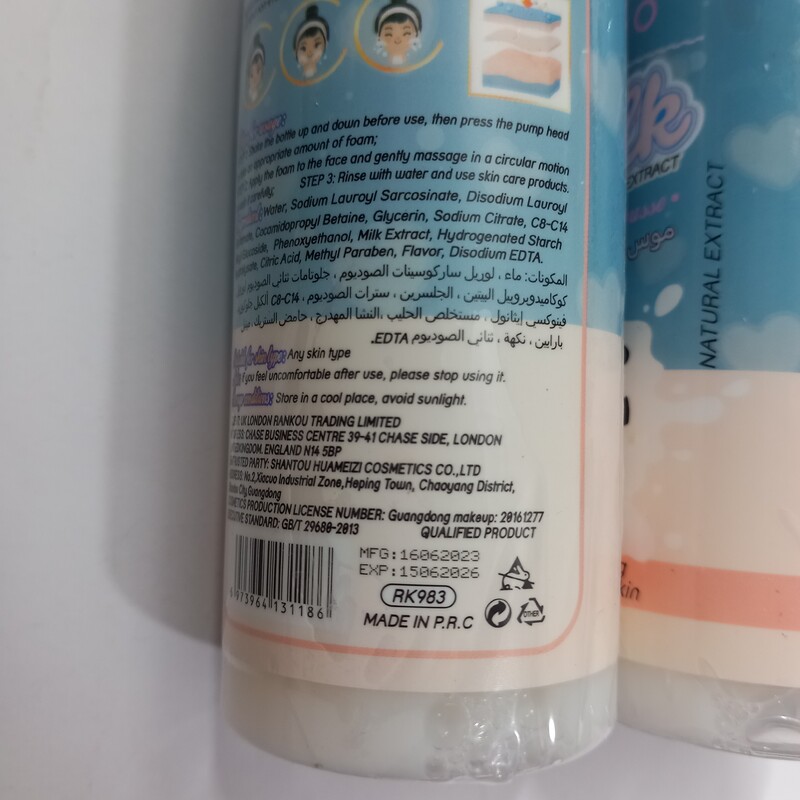 the bottle up and down before use, then press the pump head
appropriate amount of foam;
the foam to the face and gently massage in a circular motion
STEP 3: Rinse with water and use skin care products.
Water, Sodium Lauroyl Sarcosinate, Disodium Lauroyl
Cocamidopropyl Betaine, Glycerin, Sodium Citrate, C8-C14
Phenoxyethanol, Milk Extract, Hydrogenated Starch
Citric Acid, Methyl Paraben, Flavor, Disodium EDTA.
المكونات: ماء ، لوريل ساركوسينات الصوديوم ، جلوتامات ثنائي الصوديوم
كوكاميدوبروبيل البيتين ، الجلسرين ، سترات الصوديوم ، C8-C14 ألكيل
فينوكسي إيثانول ، مستخلص الحليب ،النشا المهدرج ، حامض الستريك ،
بارابين ، نكهة ، ثنائي الصوديوم EDTA.
Any skin type
if you feel uncomfortable after use, please stop using it.
Store in a cool place, avoid sunlight.
UK LONDON RANKOU TRADING LIMITED
CHASE BUSINESS CENTRE 39-41 CHASE SIDE, LONDON
ENGLAND N14 5BP
PARTY: SHANTOU HUAMEIZI COSMETICS CO.,LTD
No.2,Xiacuo Industrial Zone,Heping Town, Chaoyang District,
City,Guangdong
PRODUCTION LICENSE NUMBER: Guangdong makeup: 20161277
STANDARD: GB/T 29680-2013
QUALIFIED PRODUCT
MFG:16062023
EXP:15062026
6 973964 131186
RK983
MADE IN P.R.C
OTHER
EXTRACT
موس
NATURAL EXTRACT